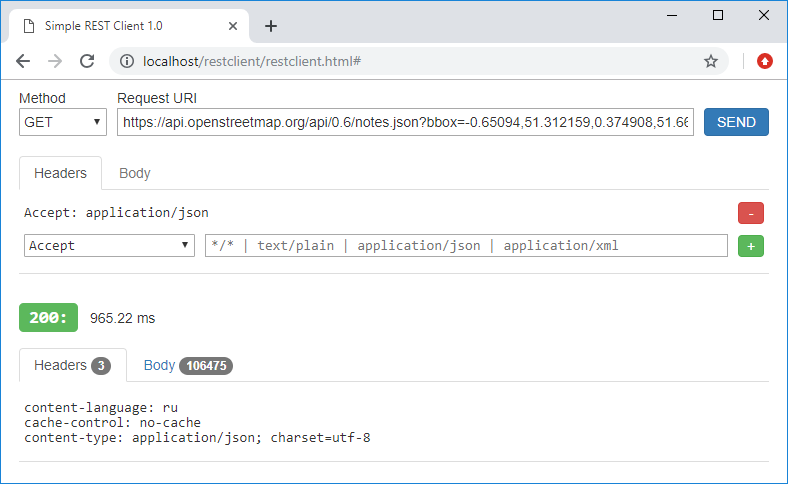 Simple REST Client 1.0
localhost/restclient/restclient.html#
Method
Request URI
GET
https://api.openstreetmap.org/api/0.6/notes.json?bbox=-0.65094,51.312159,0.374908,51.66
SEND
Headers
Body
Accept: application/json
-
Accept
*/* | text/plain | application/json | application/xml
+
200:
965.22 ms
Headers 3
Body 106475
content-language: ru
cache-control: no-cache
content-type: application/json; charset=utf-8